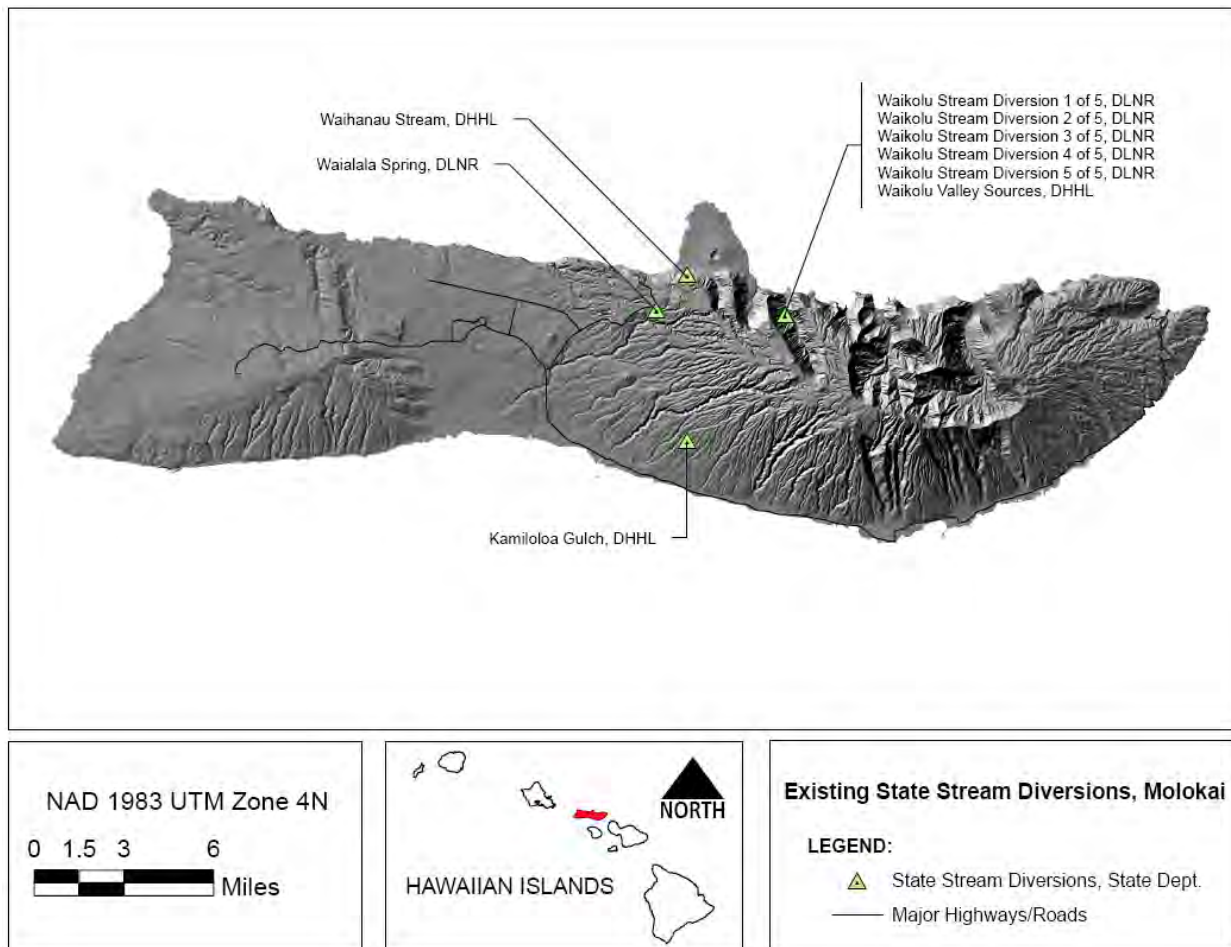 Waihanau Stream, DHHL
Waialala Spring, DLNR
Waikolu Stream Diversion 1 of 5, DLNR
Waikolu Stream Diversion 2 of 5, DLNR
Waikolu Stream Diversion 3 of 5, DLNR
Waikolu Stream Diversion 4 of 5, DLNR
Waikolu Stream Diversion 5 of 5, DLNR
Waikolu Valley Sources, DHHL
Kamiloloa Gulch, DHHL
NAD 1983 UTM Zone 4N
0 1.5 3 6
Miles
NORTH
HAWAIIAN ISLANDS
Existing State Stream Diversions, Molokai
LEGEND:
State Stream Diversions, State Dept.
Major Highways/Roads